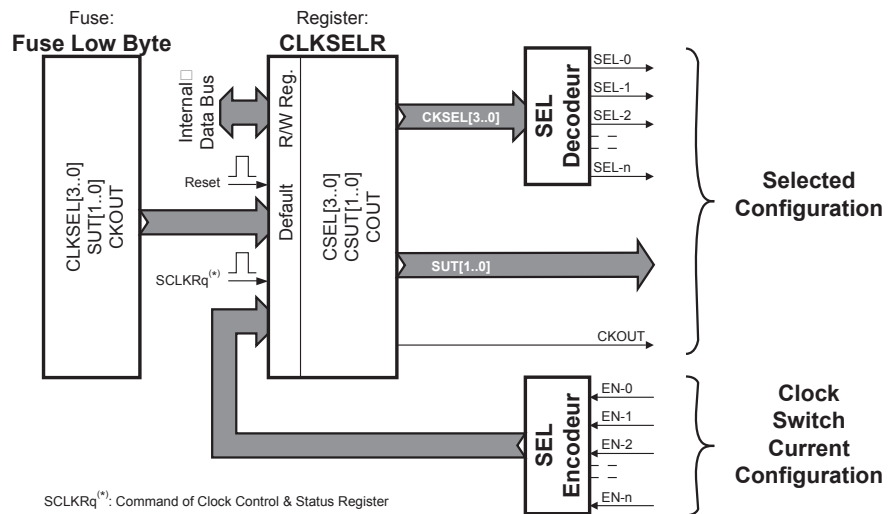 Fuse:
Fuse Low Byte
Register:
CLKSELR
CLKSEL[3..0]
SUT[1..0]
CKOUT
Internal□
Data Bus
Reset
SCLKRq(*)
R/W Reg.
Default
CSEL[3..0]
CSUT[1..0]
COUT
CKSEL[3..0]
SUT[1..0]
CKOUT
SEL
Decodeur
SEL-0
SEL-1
SEL-2
SEL-n
Selected
Configuration
SEL
Encodeur
EN-0
EN-1
EN-2
EN-n
Clock
Switch
Current
Configuration
SCLKRq(*): Command of Clock Control & Status Register